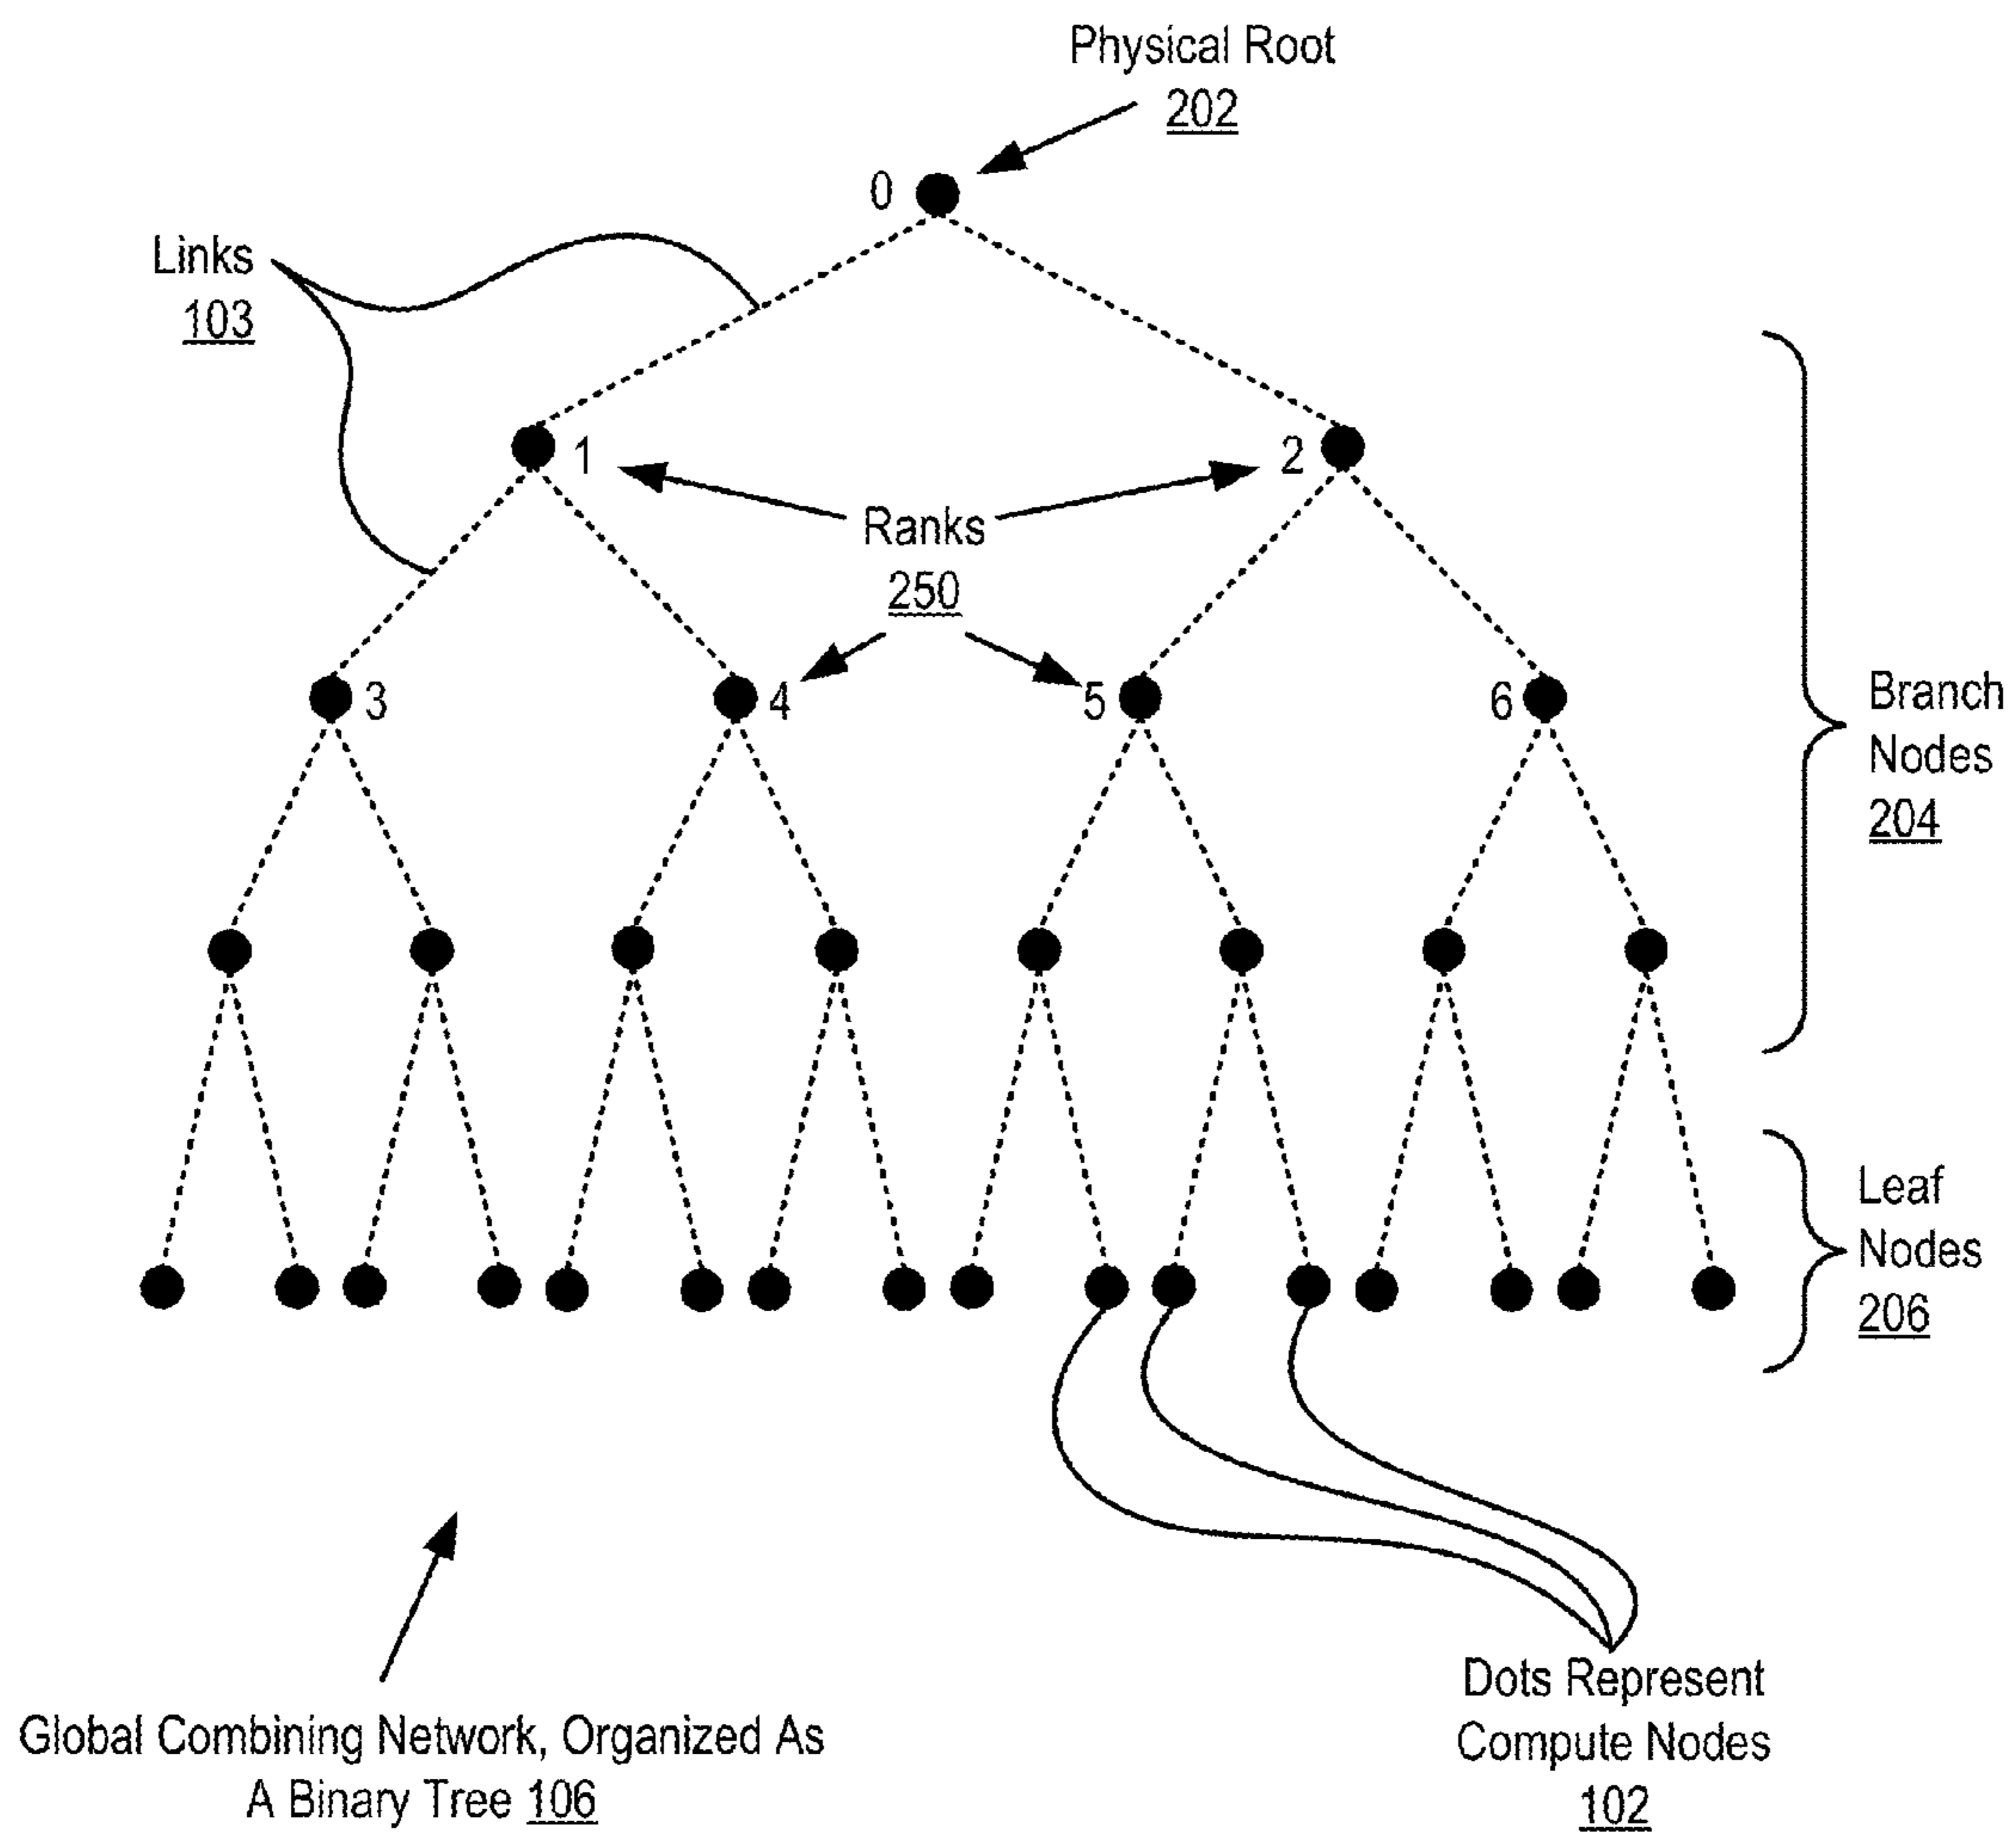 Physical Root
202
0
Links
103
1
2
Ranks
250
3
4
5
6
Branch
Nodes
204
Leaf
Nodes
206
Global Combining Network, Organized As
A Binary Tree 106
Dots Represent
Compute Nodes
102